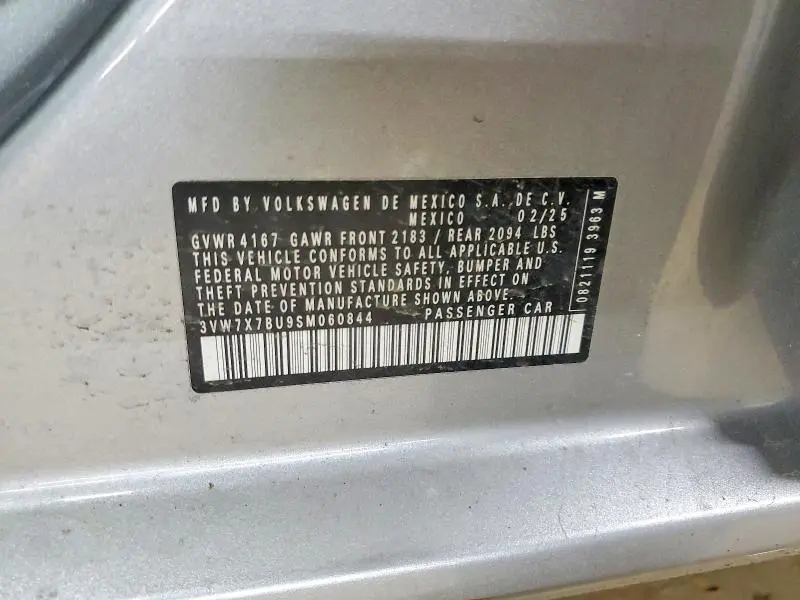 MFD BY VOLKSWAGEN DE MEXICO S.A.,DE C.V.
MEXICO 02/25
GVWR 4167 GAWR FRONT 2183 / REAR 2094 LBS
THIS VEHICLE CONFORMS TO ALL APPLICABLE U.S.
FEDERAL MOTOR VEHICLE SAFETY, BUMPER AND
THEFT PREVENTION STANDARDS IN EFFECT ON
THE DATE OF MANUFACTURE SHOWN ABOVE.
3VW7X7BU9SM060844 PASSENGER CAR
08211119 3963 M